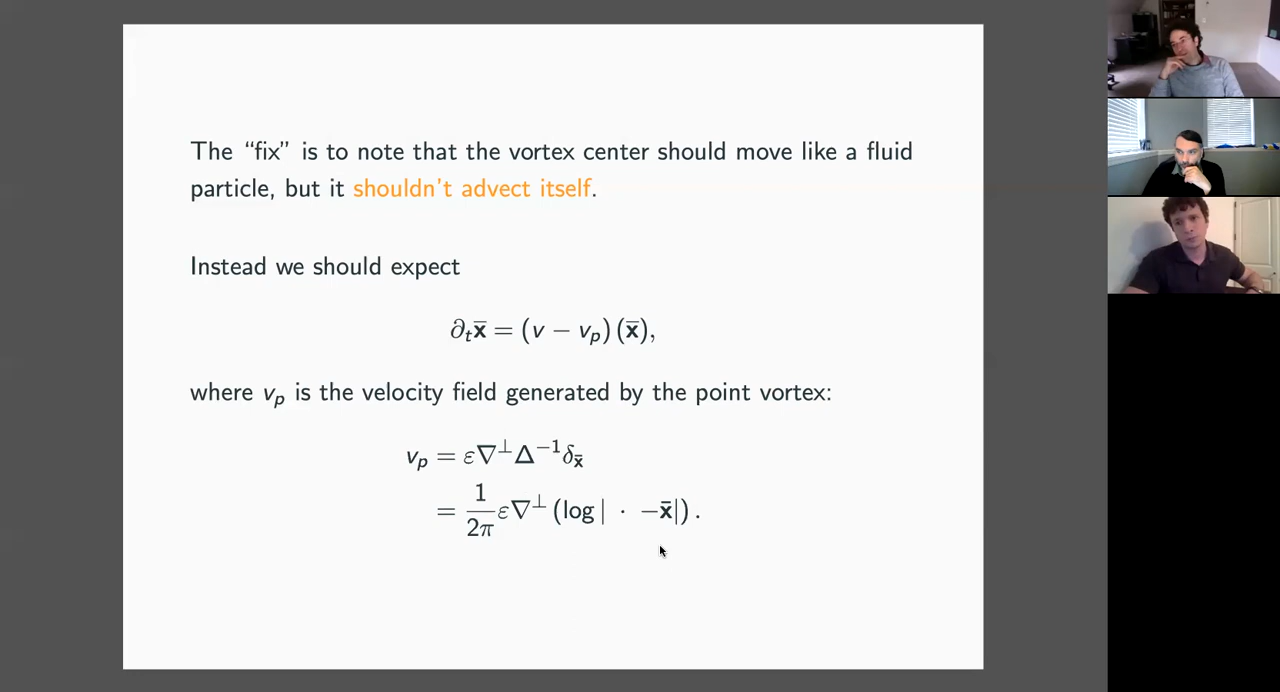 The “fix” is to note that the vortex center should move like a fluid
particle, but it shouldn't advect itself.
Instead we should expect
∂ₜx̄ = (v − vₚ) (x̄),
where vₚ is the velocity field generated by the point vortex:
vₚ = ε∇⊥Δ⁻¹δx̄
= 1/2π ε∇⊥ (log | · −x̄|) .